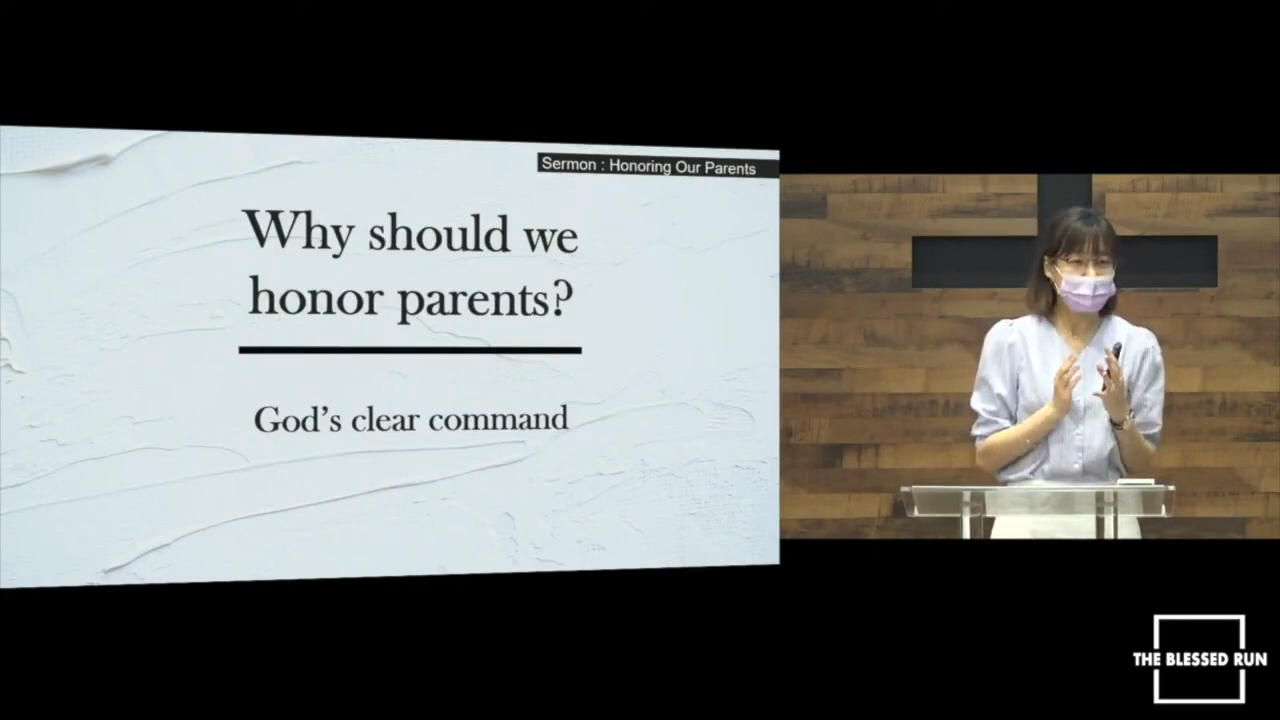 Sermon : Honoring Our Parents
Why should we
honor parents?
God’s clear command
THE BLESSED RUN